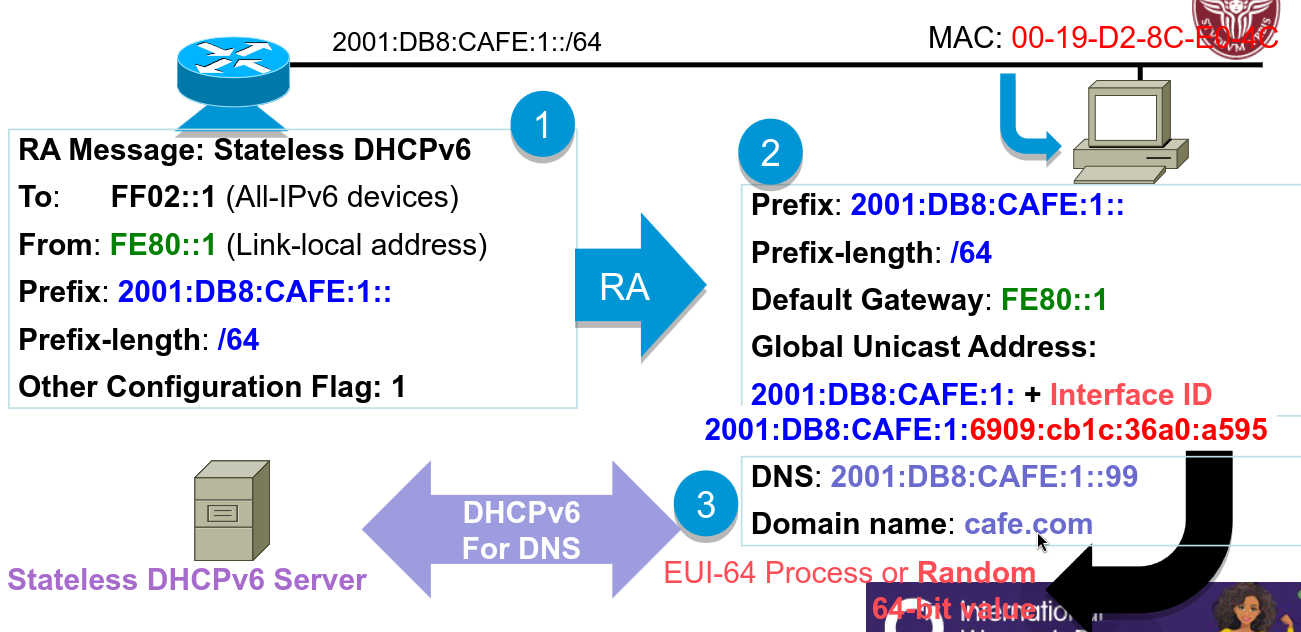 2001:DB8:CAFE:1::/64
MAC: 00-19-D2-8C-E0-4C
1
RA Message: Stateless DHCPv6
To: FF02::1 (All-IPv6 devices)
From: FE80::1 (Link-local address)
Prefix: 2001:DB8:CAFE:1::
Prefix-length: /64
Other Configuration Flag: 1
RA
2
Prefix: 2001:DB8:CAFE:1::
Prefix-length: /64
Default Gateway: FE80::1
Global Unicast Address:
2001:DB8:CAFE:1: + Interface ID
2001:DB8:CAFE:1:6909:cb1c:36a0:a595
3
DNS: 2001:DB8:CAFE:1::99
Domain name: cafe.com
DHCPv6
For DNS
Stateless DHCPv6 Server
EUI-64 Process or Random
64-bit value
International